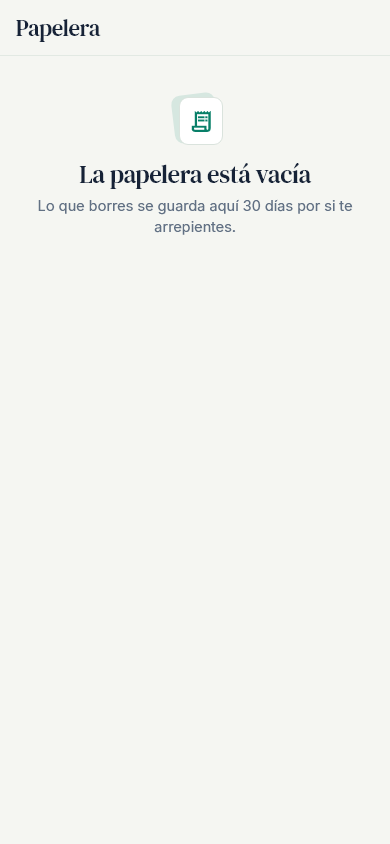 Papelera
La papelera está vacía
Lo que borres se guarda aquí 30 días por si te
arrepientes.